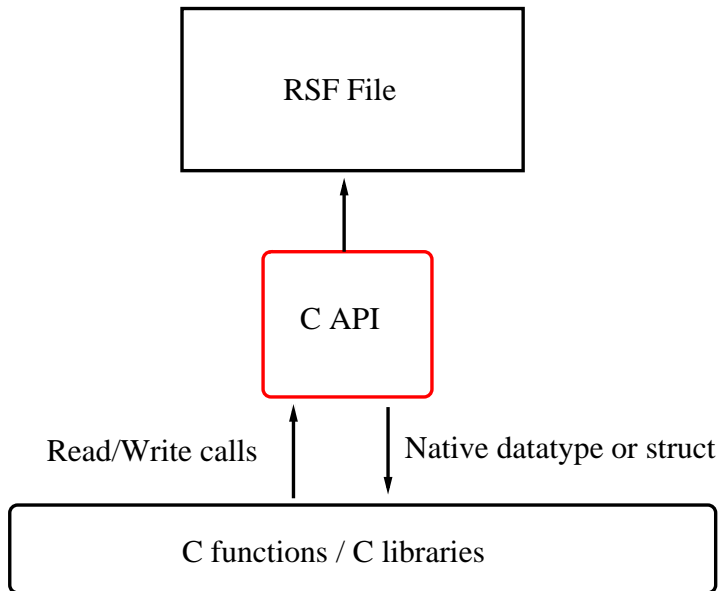 RSF File
C API
Read/Write calls
Native datatype or struct
C functions / C libraries